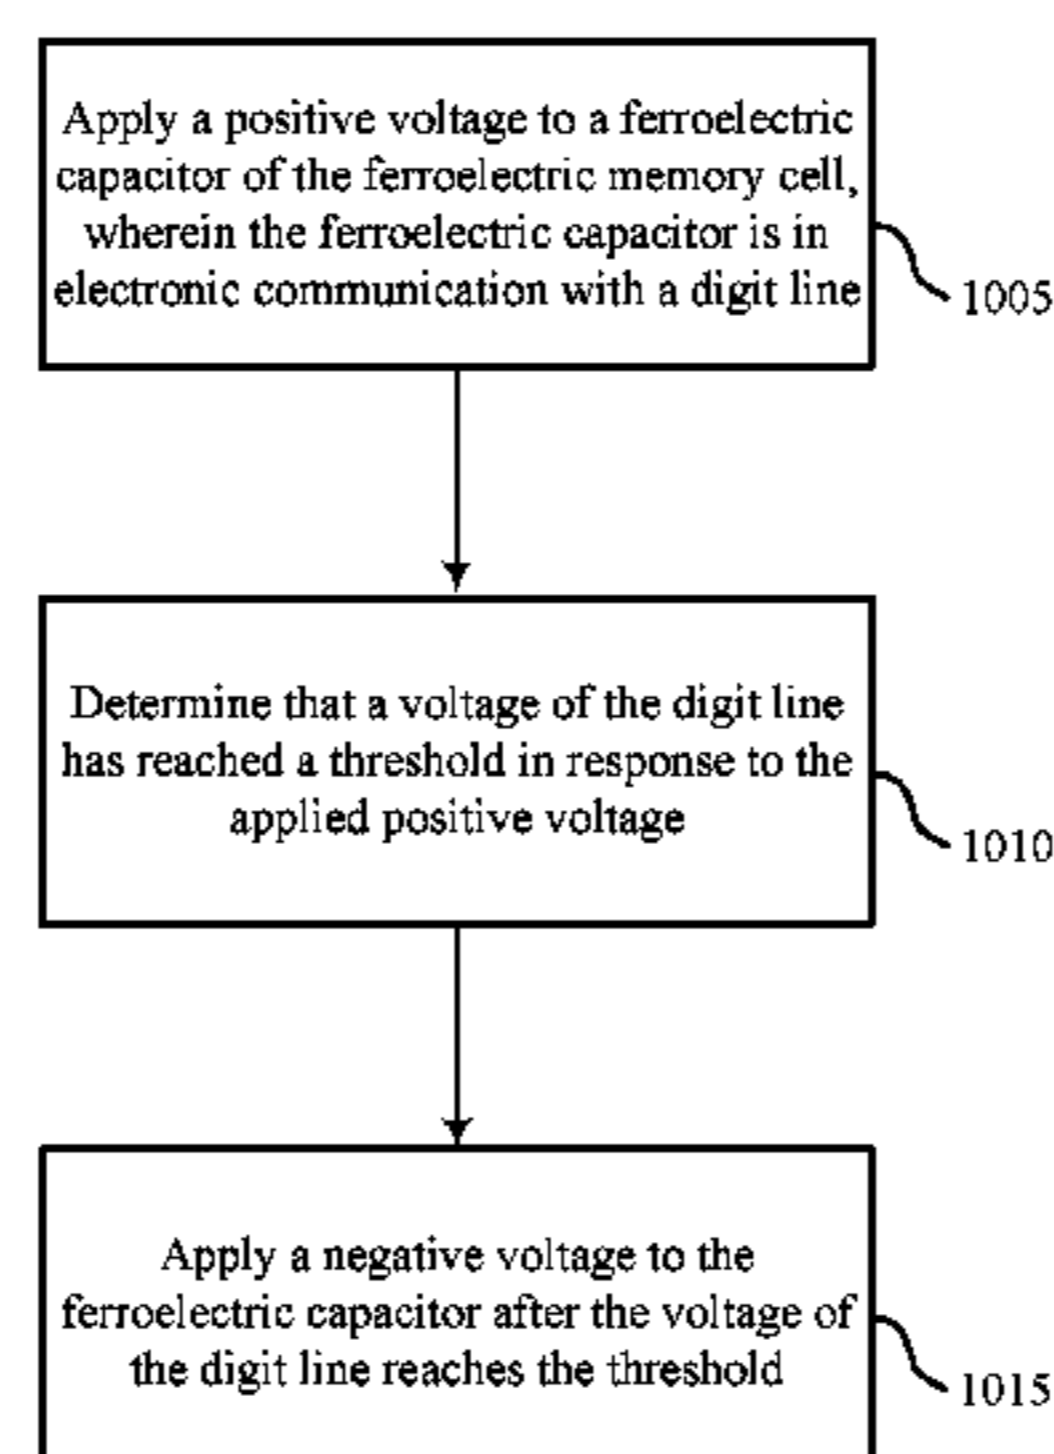 Apply a positive voltage to a ferroelectric
capacitor of the ferroelectric memory cell,
wherein the ferroelectric capacitor is in
electronic communication with a digit line
1005
Determine that a voltage of the digit line
has reached a threshold in response to the
applied positive voltage
1010
Apply a negative voltage to the
ferroelectric capacitor after the voltage of
the digit line reaches the threshold
1015